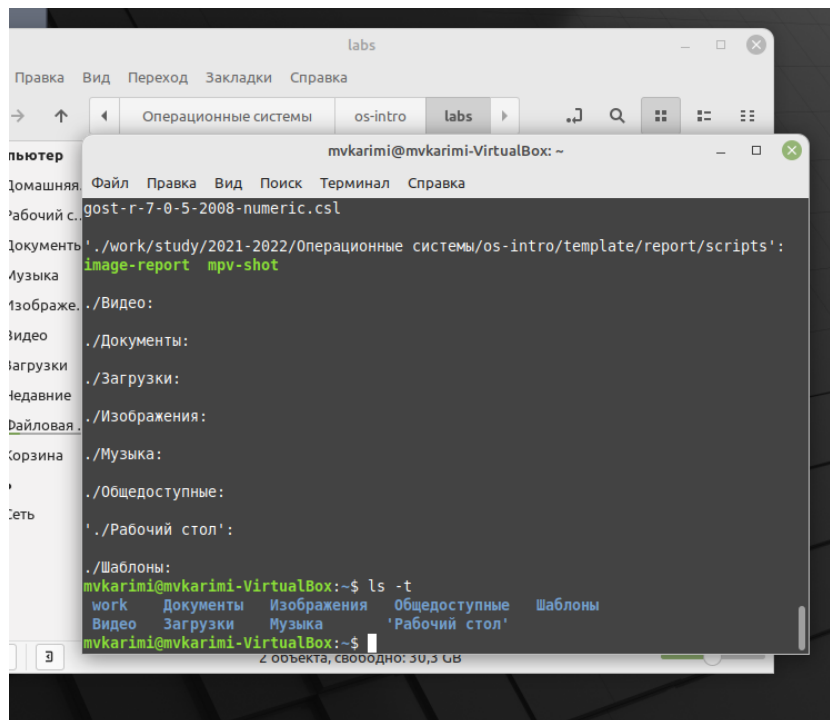 labs
Правка Вид Переход Закладки Справка
Операционные системы os-intro labs
mvkarimi@mvkarimi-VirtualBox: ~
Файл Правка Вид Поиск Терминал Справка
gost-r-7-0-5-2008-numeric.csl
'./work/study/2021-2022/Операционные системы/os-intro/template/report/scripts':
image-report mpv-shot
./Видео:
./Документы:
./Загрузки:
./Изображения:
./Музыка:
./Общедоступные:
'./Рабочий стол':
./Шаблоны:
mvkarimi@mvkarimi-VirtualBox:~$ ls -t
work Документы Изображения Общедоступные Шаблоны
Видео Загрузки Музыка 'Рабочий стол'
mvkarimi@mvkarimi-VirtualBox:~$
пьютер
Домашняя
Рабочий с..
Документы
Музыка
Изображе.
Видео
Загрузки
Недавние
Файловая .
Корзина
Сеть
2 объекта, свободно: 30,3 GB